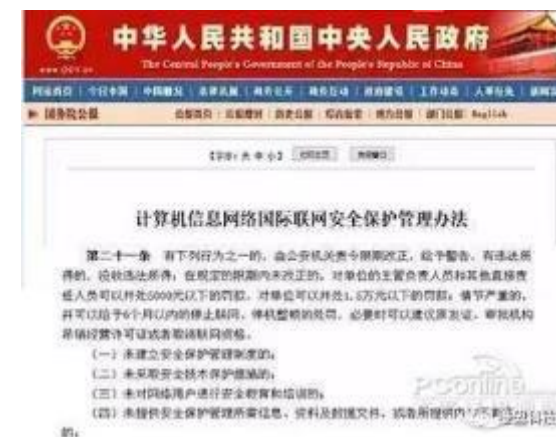 中华人民共和国中央人民政府
The Central People's Government of the People's Republic of China
www.gov.cn
国务院公报 English
【字体：大 中 小】
计算机信息网络国际联网安全保护管理办法
第二十一条 有下列行为之一的，由公安机关责令限期改正，给予警告，有违法所
得的，没收违法所得；在规定的限期内未改正的，对单位的主管负责人员和其他直接责
任人员可以并处5000元以下的罚款，对单位可以并处1.5万元以下的罚款；情节严重的，
并可以给予6个月以内的停止联网、停机整顿的处罚，必要时可以建议原发证、审批机构
吊销经营许可证或者取消联网资格。
（一）未建立安全保护管理制度的；
（二）未采取安全技术保护措施的；
（三）未对网络用户进行安全教育和培训的；
（四）未提供安全保护管理所需信息、资料及数据文件，或者所提供内
的；
PConline